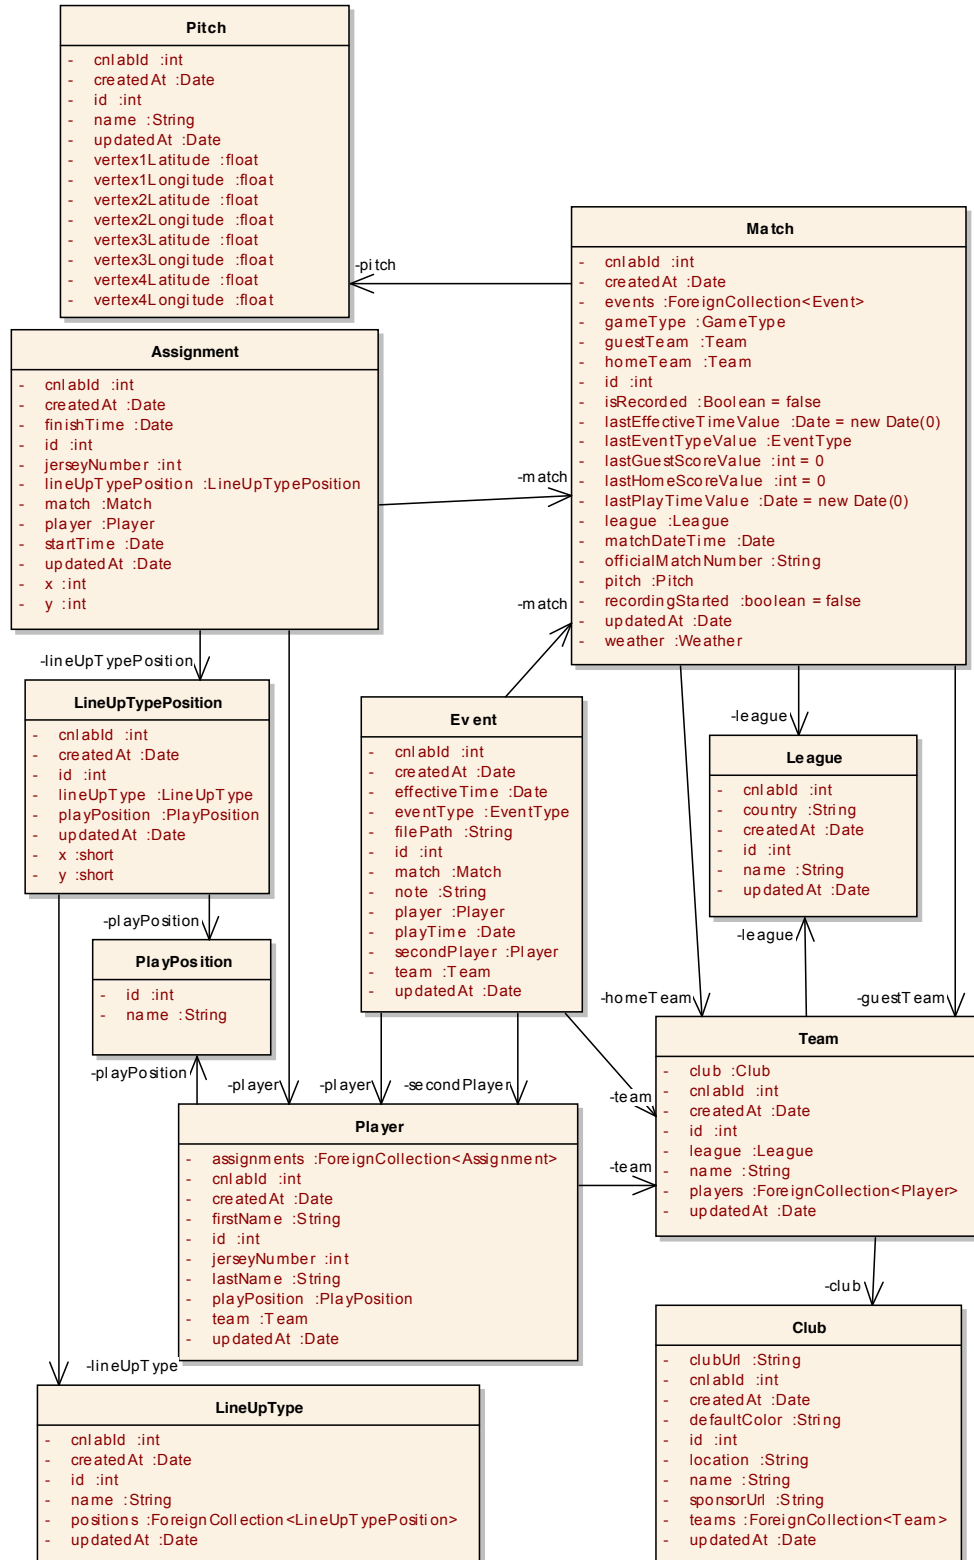 Pitch
- cnlabId :int
- createdAt :Date
- id :int
- name :String
- updatedAt :Date
- vertex1Latitude :float
- vertex1Longitude :float
- vertex2Latitude :float
- vertex2Longitude :float
- vertex3Latitude :float
- vertex3Longitude :float
- vertex4Latitude :float
- vertex4Longitude :float
-pitch
Match
- cnlabId :int
- createdAt :Date
- events :ForeignCollection<Event>
- gameType :GameType
- guestTeam :Team
- homeTeam :Team
- id :int
- isRecorded :Boolean = false
- lastEffectiveTimeValue :Date = new Date(0)
- lastEventTypeValue :EventType
- lastGuestScoreValue :int = 0
- lastHomeScoreValue :int = 0
- lastPlayTimeValue :Date = new Date(0)
- league :League
- matchDateTime :Date
- officialMatchNumber :String
- pitch :Pitch
- recordingStarted :boolean = false
- updatedAt :Date
- weather :Weather
Assignment
- cnlabId :int
- createdAt :Date
- finishTime :Date
- id :int
- jerseyNumber :int
- lineUpTypePosition :LineUpTypePosition
- match :Match
- player :Player
- startTime :Date
- updatedAt :Date
- x :int
- y :int
-match
-match
-lineUpTypePosition
LineUpTypePosition
- cnlabId :int
- createdAt :Date
- id :int
- lineUpType :LineUpType
- playPosition :PlayPosition
- updatedAt :Date
- x :short
- y :short
Event
- cnlabId :int
- createdAt :Date
- effectiveTime :Date
- eventType :EventType
- filePath :String
- id :int
- match :Match
- note :String
- player :Player
- playTime :Date
- secondPlayer :Player
- team :Team
- updatedAt :Date
-league
League
- cnlabId :int
- country :String
- createdAt :Date
- id :int
- name :String
- updatedAt :Date
-league
-playPosition
PlayPosition
- id :int
- name :String
-playPosition
-homeTeam
-guestTeam
Team
- club :Club
- cnlabId :int
- createdAt :Date
- id :int
- league :League
- name :String
- players :ForeignCollection<Player>
- updatedAt :Date
-player
-player
-secondPlayer
-team
-team
Player
- assignments :ForeignCollection<Assignment>
- cnlabId :int
- createdAt :Date
- firstName :String
- id :int
- jerseyNumber :int
- lastName :String
- playPosition :PlayPosition
- team :Team
- updatedAt :Date
-club
Club
- clubUrl :String
- cnlabId :int
- createdAt :Date
- defaultColor :String
- id :int
- location :String
- name :String
- sponsorUrl :String
- teams :ForeignCollection<Team>
- updatedAt :Date
-lineUpType
LineUpType
- cnlabId :int
- createdAt :Date
- id :int
- name :String
- positions :ForeignCollection<LineUpTypePosition>
- updatedAt :Date